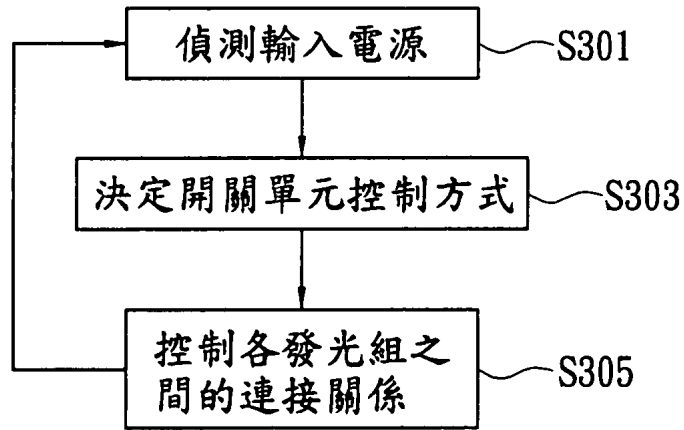 偵測輸入電源
S301
決定開關單元控制方式
S303
控制各發光組之
間的連接關係
S305